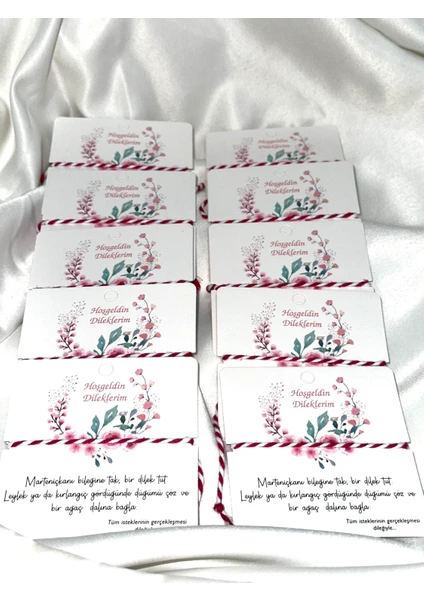 Hoşgeldin
Dileklerim
Hoşgeldin
Dileklerim
Hoşgeldin
Dileklerim
Hoşgeldin
Dileklerim
Hoşgeldin
Dileklerim
Martenişkanı bileğine tak, bir dilek tut.
Leylek ya da kırlangıç gördüğünde düğümü çöz ve
bir ağaç dalına bağla
Tüm isteklerinin gerçekleşmesi
dileğiyle...
Hoşgeldin
Dileklerim
Hoşgeldin
Dileklerim
Hoşgeldin
Dileklerim
Hoşgeldin
Dileklerim
Hoşgeldin
Dileklerim
Martenişkanı bileğine tak, bir dilek tut.
Leylek ya da kırlangıç gördüğünde düğümü çöz ve
bir ağaç dalına bağla
Tüm isteklerinin gerçekleşmesi
dileğiyle...